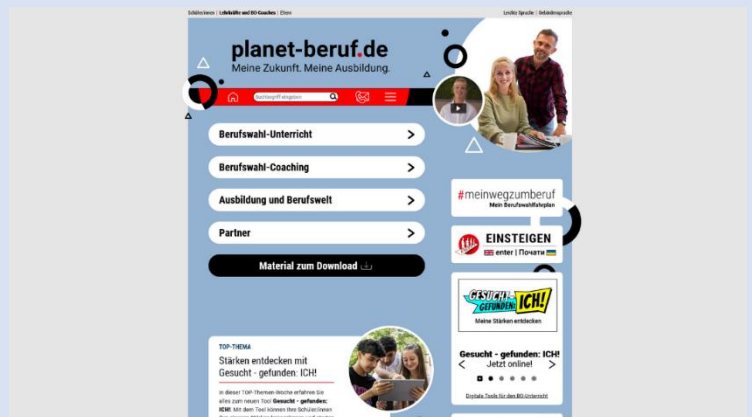 Schüler:innen | Lehrkräfte und BO-Coaches | Eltern
Leichte Sprache | Gebärdensprache
planet-beruf.de
Meine Zukunft. Meine Ausbildung.
Suchbegriff eingeben
Berufswahl-Unterricht
Berufswahl-Coaching
Ausbildung und Berufswelt
Partner
Material zum Download
#meinwegzumberuf
Mein Berufswahlfahrplan
EINSTEIGEN
enter | Почати
GESUCHT-
GEFUNDEN: ICH!
Meine Stärken entdecken
Gesucht - gefunden: ICH!
Jetzt online!
Digitale Tools für den BO-Unterricht
TOP-THEMA
Stärken entdecken mit
Gesucht - gefunden: ICH!
In dieser TOP-Themen-Woche erfahren Sie
alles zum neuen Tool Gesucht - gefunden:
ICH! Mit dem Tool können Ihre Schüler:innen